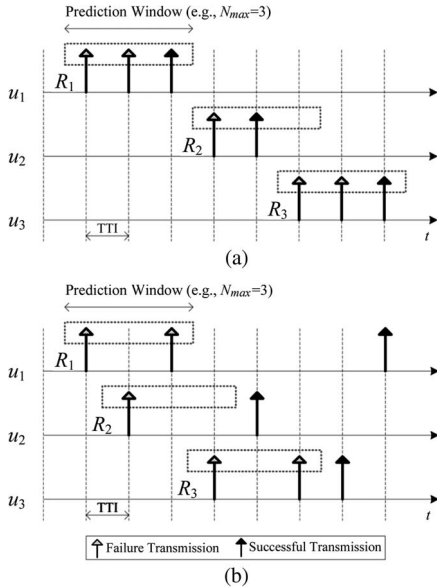 Prediction Window (e.g., Nmax=3)
R1
u1
R2
u2
R3
u3
TTI
t
(a)
Prediction Window (e.g., Nmax=3)
R1
u1
R2
u2
R3
u3
TTI
t
Failure Transmission
Successful Transmission
(b)